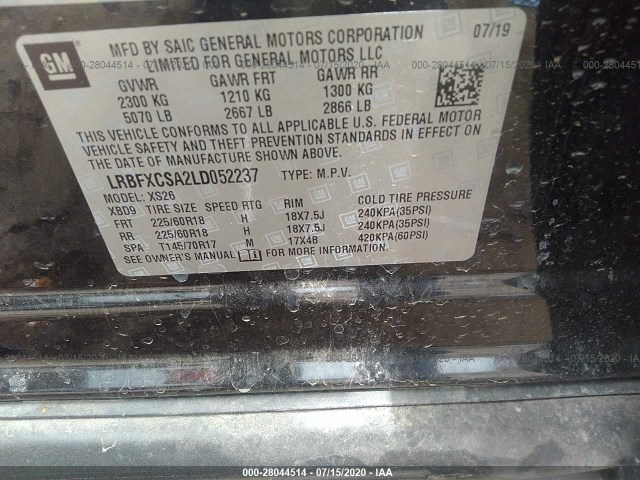 000-28044514 - 07/15/2020 - IAA
GM
MFD BY SAIC GENERAL MOTORS CORPORATION 07/19
LIMITED FOR GENERAL MOTORS LLC
GVWR GAWR FRT GAWR RR
2300 KG 1210 KG 1300 KG
5070 LB 2667 LB 2866 LB
THIS VEHICLE CONFORMS TO ALL APPLICABLE U.S. FEDERAL MOTOR
VEHICLE SAFETY AND THEFT PREVENTION STANDARDS IN EFFECT ON
THE DATE OF MANUFACTURE SHOWN ABOVE.
LRBFXCSA2LD052237 TYPE: M.P.V.
MODEL: XS26
XBD9 TIRE SIZE SPEED RTG RIM COLD TIRE PRESSURE
FRT 225/60R18 H 18X7.5J 240KPA(35PSI)
RR 225/60R18 H 18X7.5J 240KPA(35PSI)
SPA T145/70R17 M 17X4B 420KPA(60PSI)
SEE OWNER'S MANUAL FOR MORE INFORMATION.
000-28044514 - 07/15/2020 - IAA